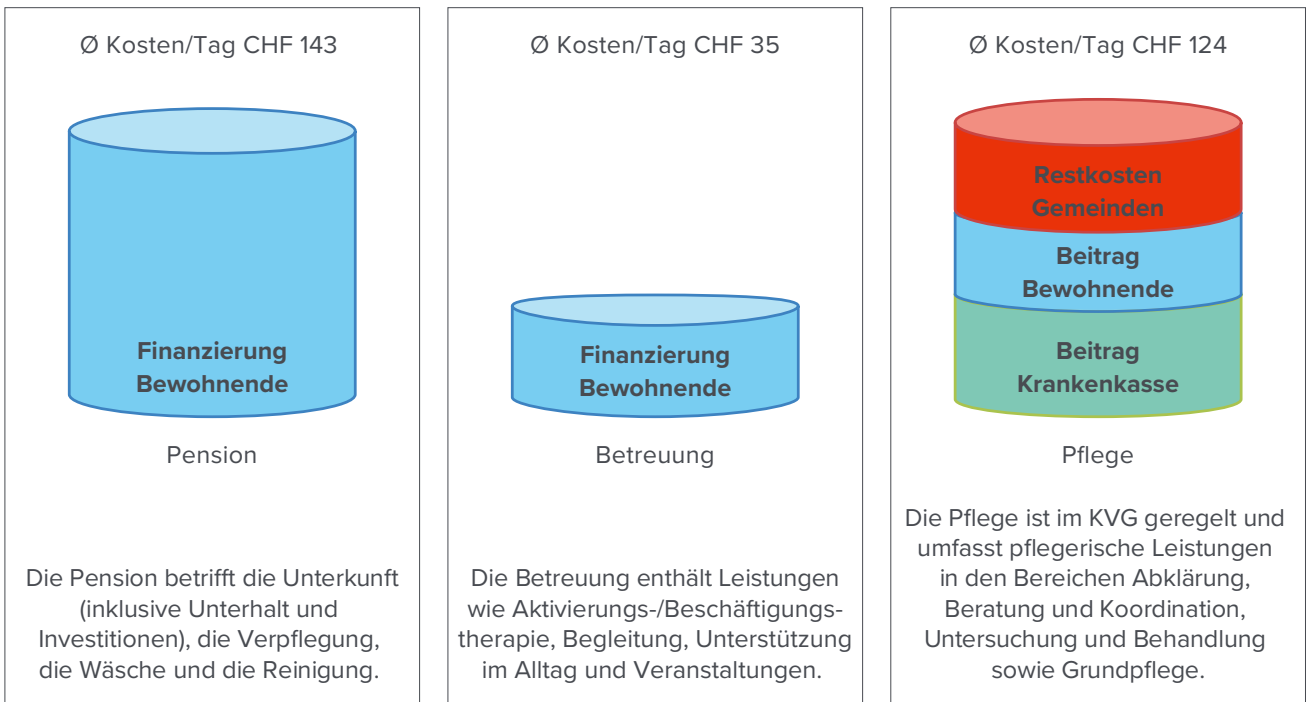 Ø Kosten/Tag CHF 143
Finanzierung
Bewohnende
Pension
Die Pension betrifft die Unterkunft
(inklusive Unterhalt und
Investitionen), die Verpflegung,
die Wäsche und die Reinigung.
Ø Kosten/Tag CHF 35
Finanzierung
Bewohnende
Betreuung
Die Betreuung enthält Leistungen
wie Aktivierungs-/Beschäftigungs-
therapie, Begleitung, Unterstützung
im Alltag und Veranstaltungen.
Ø Kosten/Tag CHF 124
Restkosten
Gemeinden
Beitrag
Bewohnende
Beitrag
Krankenkasse
Pflege
Die Pflege ist im KVG geregelt und
umfasst pflegerische Leistungen
in den Bereichen Abklärung,
Beratung und Koordination,
Untersuchung und Behandlung
sowie Grundpflege.